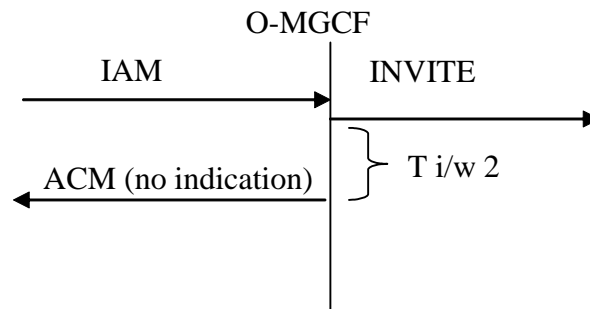 O-MGCF
IAM
INVITE
T i/w 2
ACM (no indication)